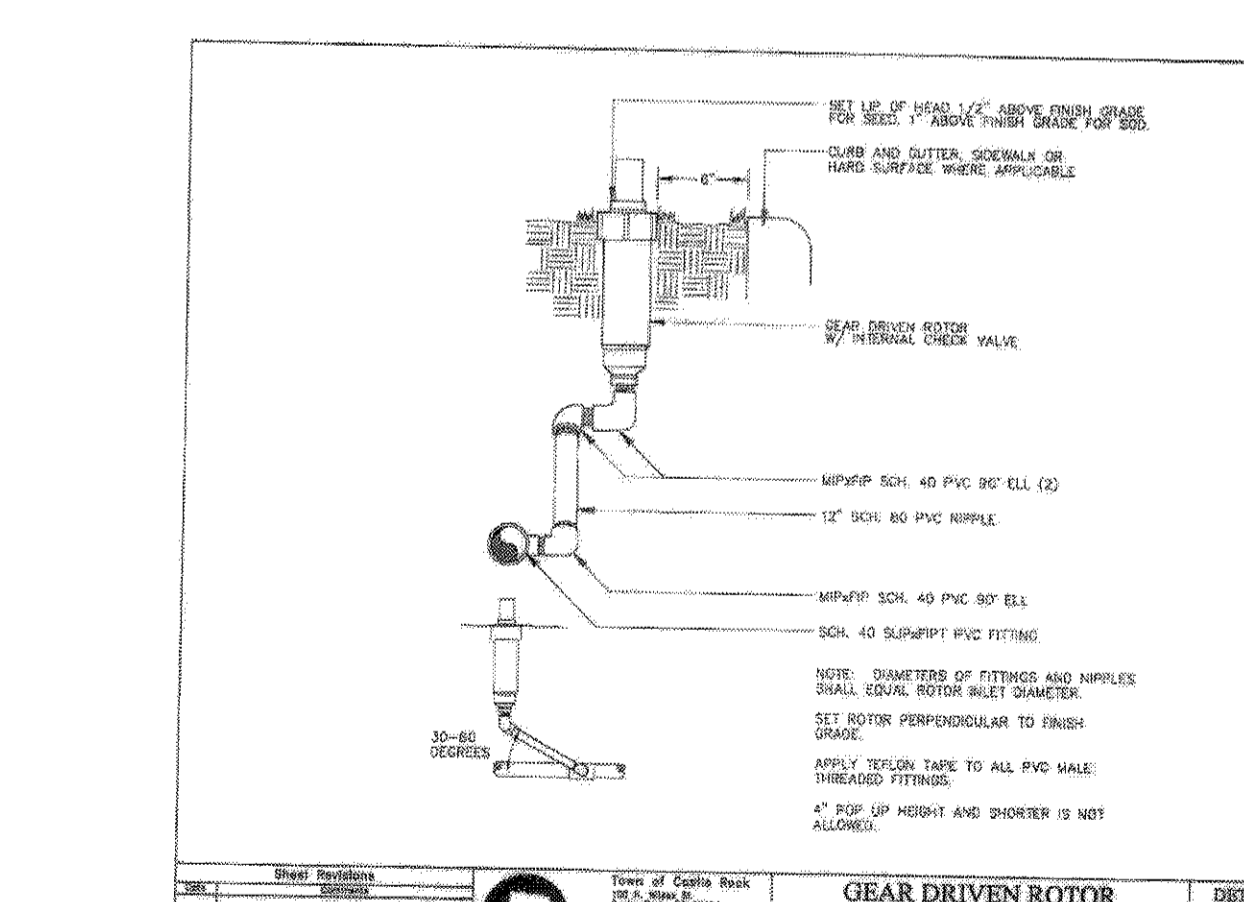 SET LIP OF HEAD 1/2" ABOVE FINISH GRADE
FOR SEED, 1" ABOVE FINISH GRADE FOR SOD.
CURB AND GUTTER, SIDEWALK OR
HARD SURFACE WHERE APPLICABLE
6"
GEAR DRIVEN ROTOR
W/ INTERNAL CHECK VALVE
MIPxFIP SCH. 40 PVC 90° ELL (2)
12" SCH. 80 PVC NIPPLE
MIPxFIP SCH. 40 PVC 90° ELL
SCH. 40 SLIPxFIPT PVC FITTING
NOTE: DIAMETERS OF FITTINGS AND NIPPLES
SHALL EQUAL ROTOR INLET DIAMETER.
SET ROTOR PERPENDICULAR TO FINISH
GRADE.
30-60
DEGREES
APPLY TEFLON TAPE TO ALL PVC MALE
THREADED FITTINGS.
4" POP UP HEIGHT AND SHORTER IS NOT
ALLOWED.
Sheet Revisions
Date
Comments
Town of Castle Rock
GEAR DRIVEN ROTOR